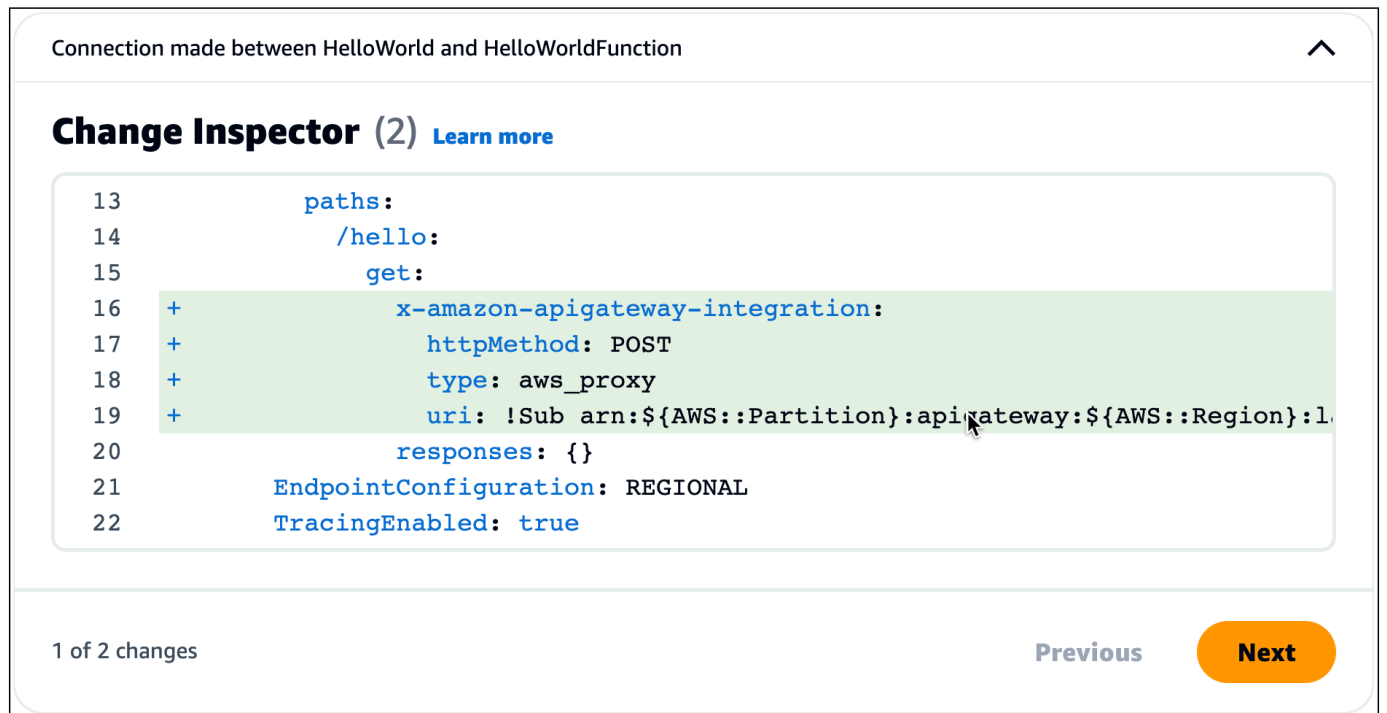 Connection made between HelloWorld and HelloWorldFunction
Change Inspector (2) Learn more
13 paths:
14 /hello:
15 get:
16 + x-amazon-apigateway-integration:
17 + httpMethod: POST
18 + type: aws_proxy
19 + uri: !Sub arn:${AWS::Partition}:apigateway:${AWS::Region}:l
20 responses: {}
21 EndpointConfiguration: REGIONAL
22 TracingEnabled: true
1 of 2 changes Previous Next